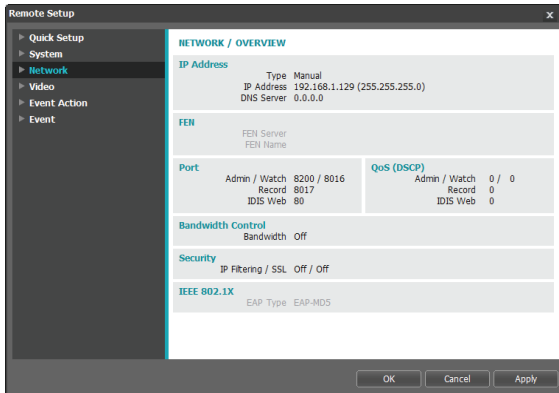 Remote Setup
x
Quick Setup
System
Network
Video
Event Action
Event
NETWORK / OVERVIEW
IP Address
Type Manual
IP Address 192.168.1.129 (255.255.255.0)
DNS Server 0.0.0.0
FEN
FEN Server
FEN Name
Port
Admin / Watch 8200 / 8016
Record 8017
IDIS Web 80
QoS (DSCP)
Admin / Watch 0 / 0
Record 0
IDIS Web 0
Bandwidth Control
Bandwidth Off
Security
IP Filtering / SSL Off / Off
IEEE 802.1X
EAP Type EAP-MD5
OK Cancel Apply